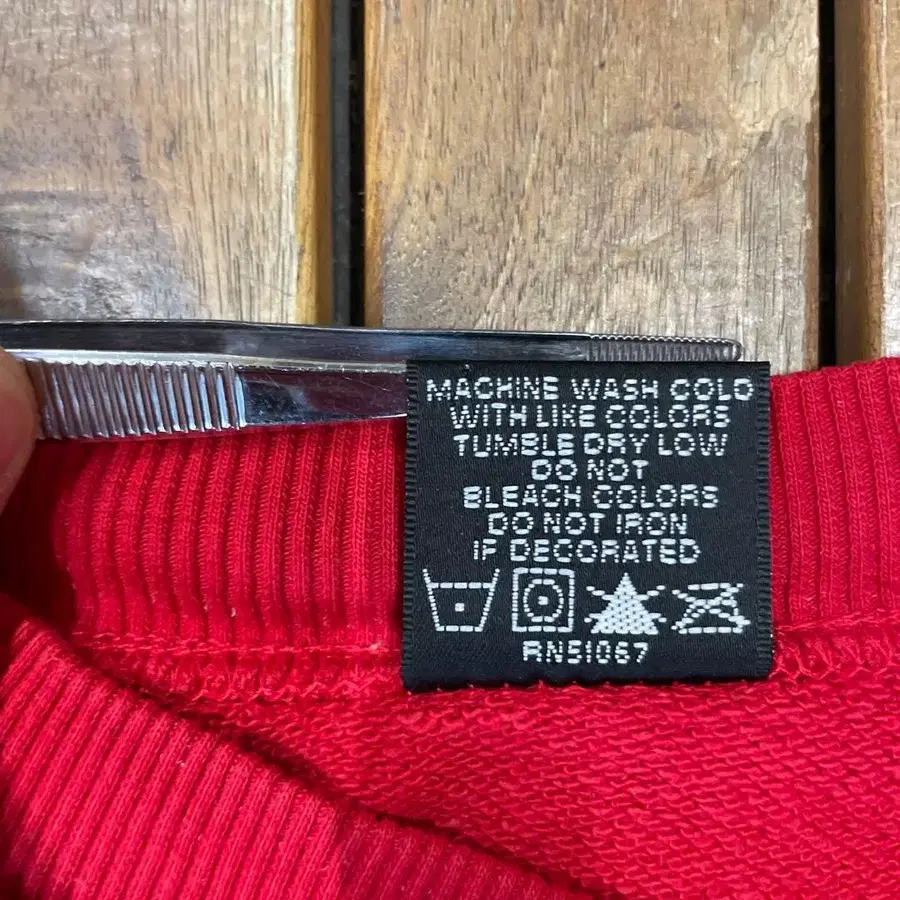 MACHINE WASH COLD
WITH LIKE COLORS
TUMBLE DRY LOW
DO NOT
BLEACH COLORS
DO NOT IRON
IF DECORATED
RN51067